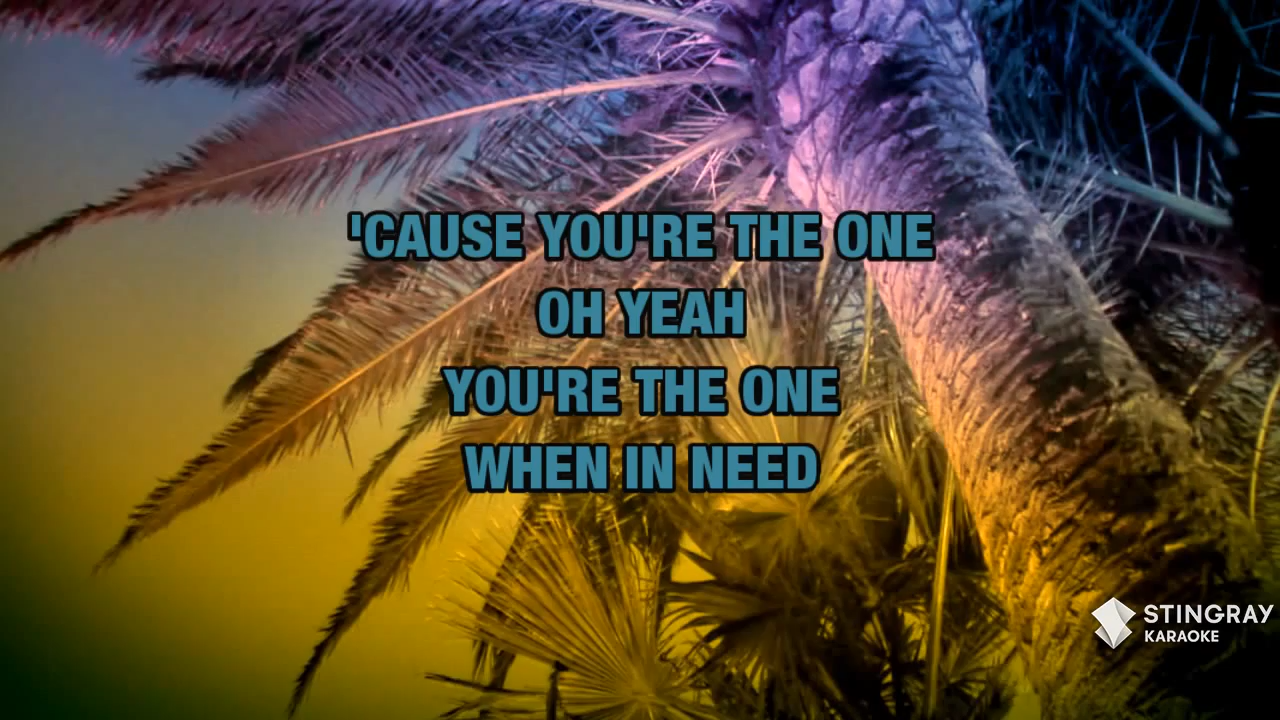 'CAUSE YOU'RE THE ONE
OH YEAH
YOU'RE THE ONE
WHEN IN NEED
STINGRAY
KARAOKE